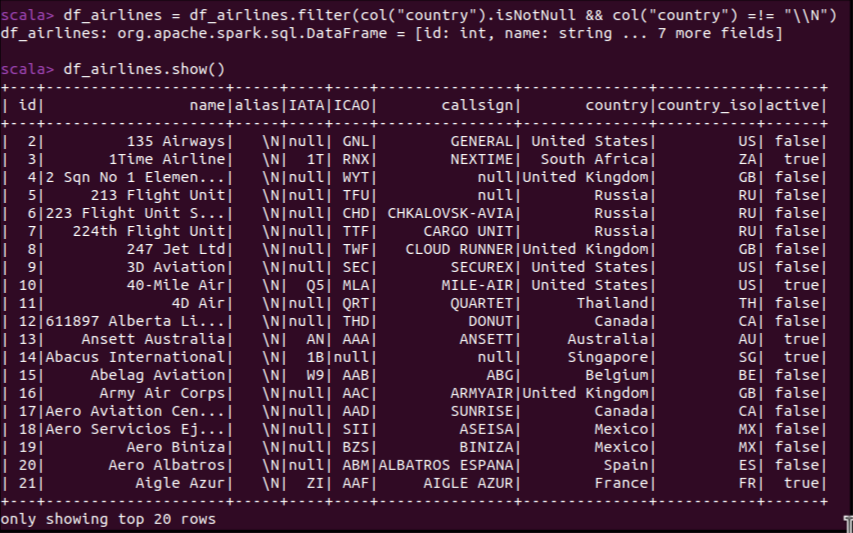 scala> df_airlines = df_airlines.filter(col("country").isNotNull && col("country") =!= "\\N")
df_airlines: org.apache.spark.sql.DataFrame = [id: int, name: string ... 7 more fields]
scala> df_airlines.show()
+---+--------------------+-----+----+----+---------------+--------------+-----------+------+
| id|                name|alias|IATA|ICAO|       callsign|       country|country_iso|active|
+---+--------------------+-----+----+----+---------------+--------------+-----------+------+
|  2|         135 Airways|   \N|null| GNL|        GENERAL| United States|         US| false|
|  3|       1Time Airline|   \N|  1T| RNX|       NEXTIME|  South Africa|         ZA|  true|
|  4|2 Sqn No 1 Elemen...|   \N|null| WYT|           null|United Kingdom|         GB| false|
|  5|     213 Flight Unit|   \N|null| TFU|           null|        Russia|         RU| false|
|  6|223 Flight Unit S...|   \N|null| CHD| CHKALOVSK-AVIA|        Russia|         RU| false|
|  7|   224th Flight Unit|   \N|null| TTF|     CARGO UNIT|        Russia|         RU| false|
|  8|         247 Jet Ltd|   \N|null| TWF|   CLOUD RUNNER|United Kingdom|         GB| false|
|  9|         3D Aviation|   \N|null| SEC|        SECUREX| United States|         US| false|
| 10|         40-Mile Air|   \N|  Q5| MLA|       MILE-AIR| United States|         US|  true|
| 11|              4D Air|   \N|null| QRT|        QUARTET|      Thailand|         TH| false|
| 12|611897 Alberta Li...|   \N|null| THD|          DONUT|        Canada|         CA| false|
| 13|    Ansett Australia|   \N|  AN| AAA|         ANSETT|     Australia|         AU|  true|
| 14|Abacus International|   \N|  1B|null|           null|     Singapore|         SG|  true|
| 15|     Abelag Aviation|   \N|  W9| AAB|            ABG|       Belgium|         BE| false|
| 16|      Army Air Corps|   \N|null| AAC|        ARMYAIR|United Kingdom|         GB| false|
| 17|Aero Aviation Cen...|   \N|null| AAD|        SUNRISE|        Canada|         CA| false|
| 18|Aero Servicios Ej...|   \N|null| SII|         ASEISA|        Mexico|         MX| false|
| 19|         Aero Biniza|   \N|null| BZS|         BINIZA|        Mexico|         MX| false|
| 20|       Aero Albatros|   \N|null| ABM|ALBATROS ESPANA|         Spain|         ES| false|
| 21|          Aigle Azur|   \N|  ZI| AAF|     AIGLE AZUR|        France|         FR|  true|
+---+--------------------+-----+----+----+---------------+--------------+-----------+------+
only showing top 20 rows